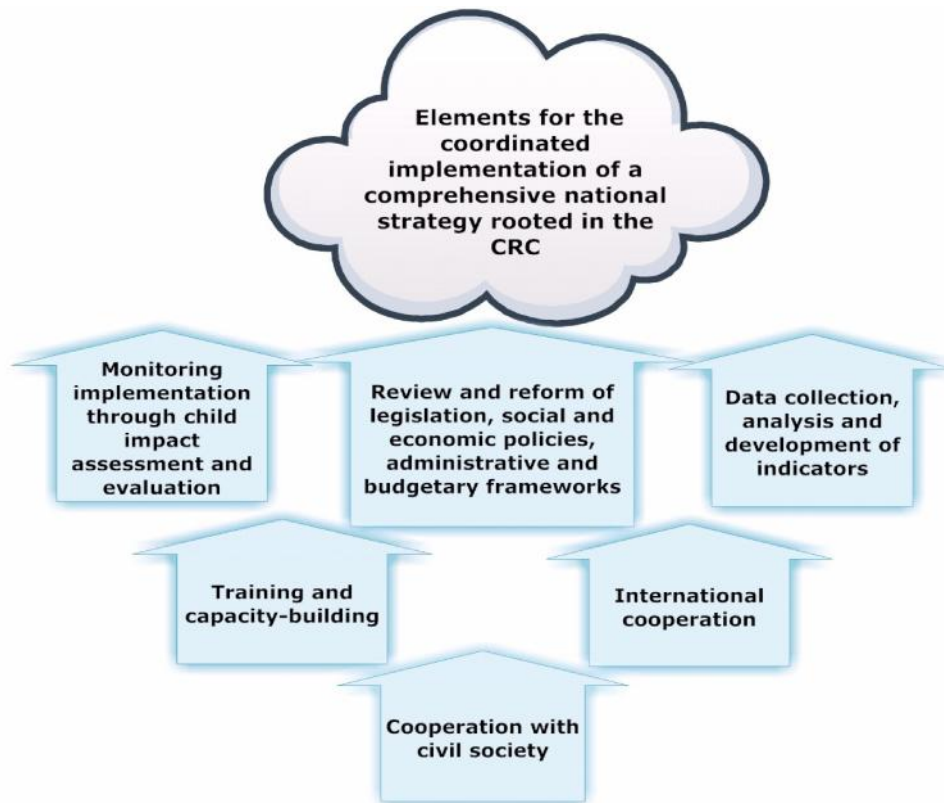 Elements for the
coordinated
implementation of a
comprehensive national
strategy rooted in the
CRC
Monitoring
implementation
through child
impact
assessment and
evaluation
Review and reform of
legislation, social and
economic policies,
administrative and
budgetary frameworks
Data collection,
analysis and
development of
indicators
Training and
capacity-building
International
cooperation
Cooperation with
civil society